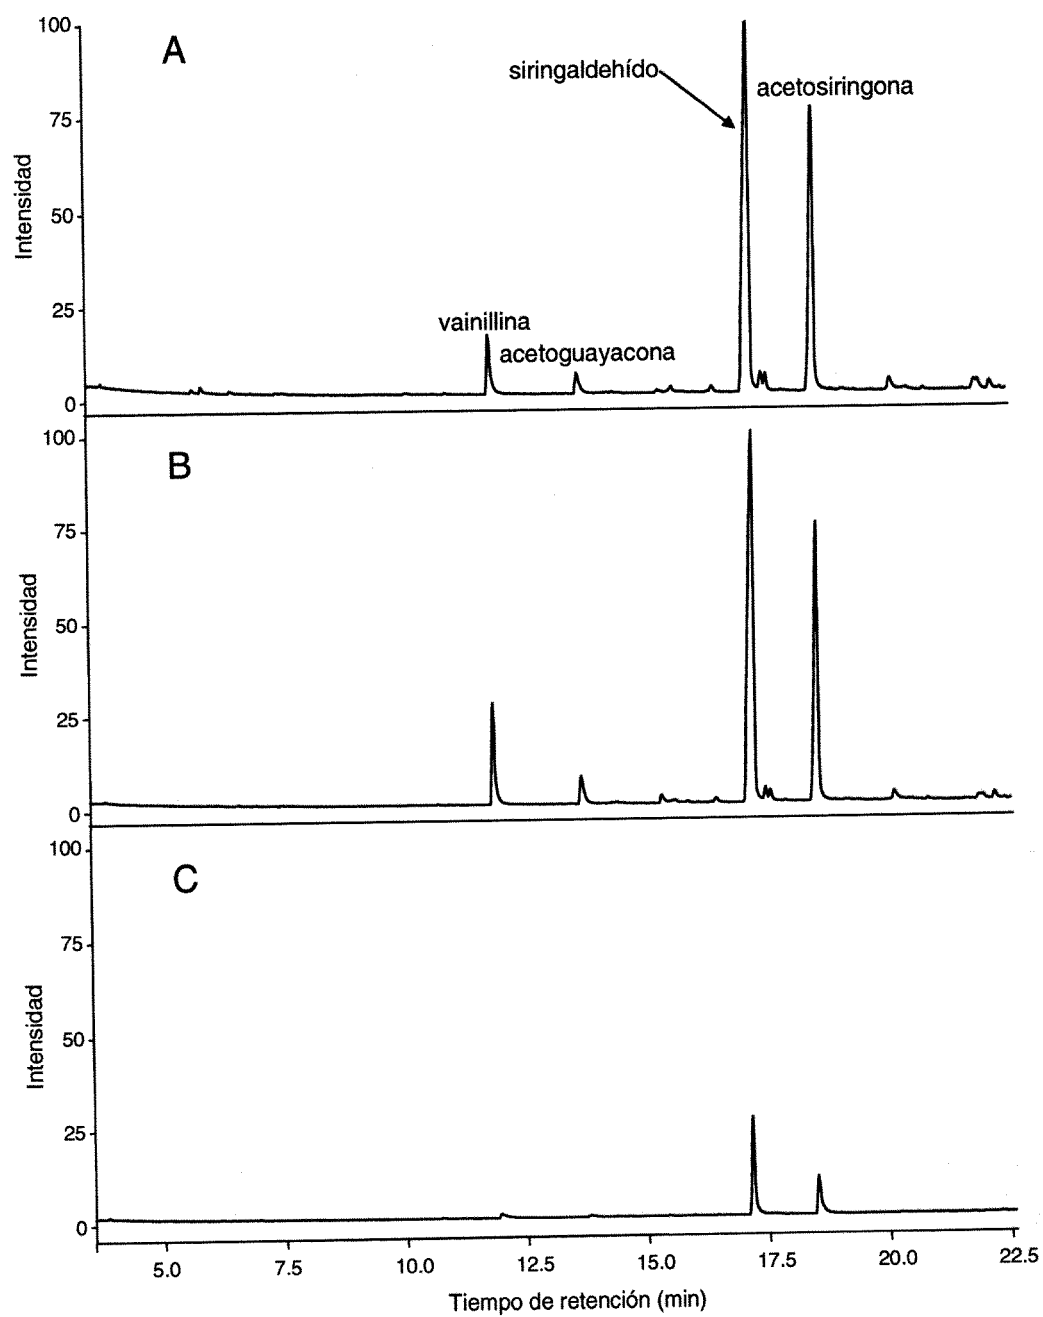 A
100
75
50
25
0
Intensidad
siringaldehído
acetosiringona
vainillina
acetoguayacona
B
100
75
50
25
0
Intensidad
C
100
75
50
25
0
Intensidad
5.0 7.5 10.0 12.5 15.0 17.5 20.0 22.5
Tiempo de retención (min)